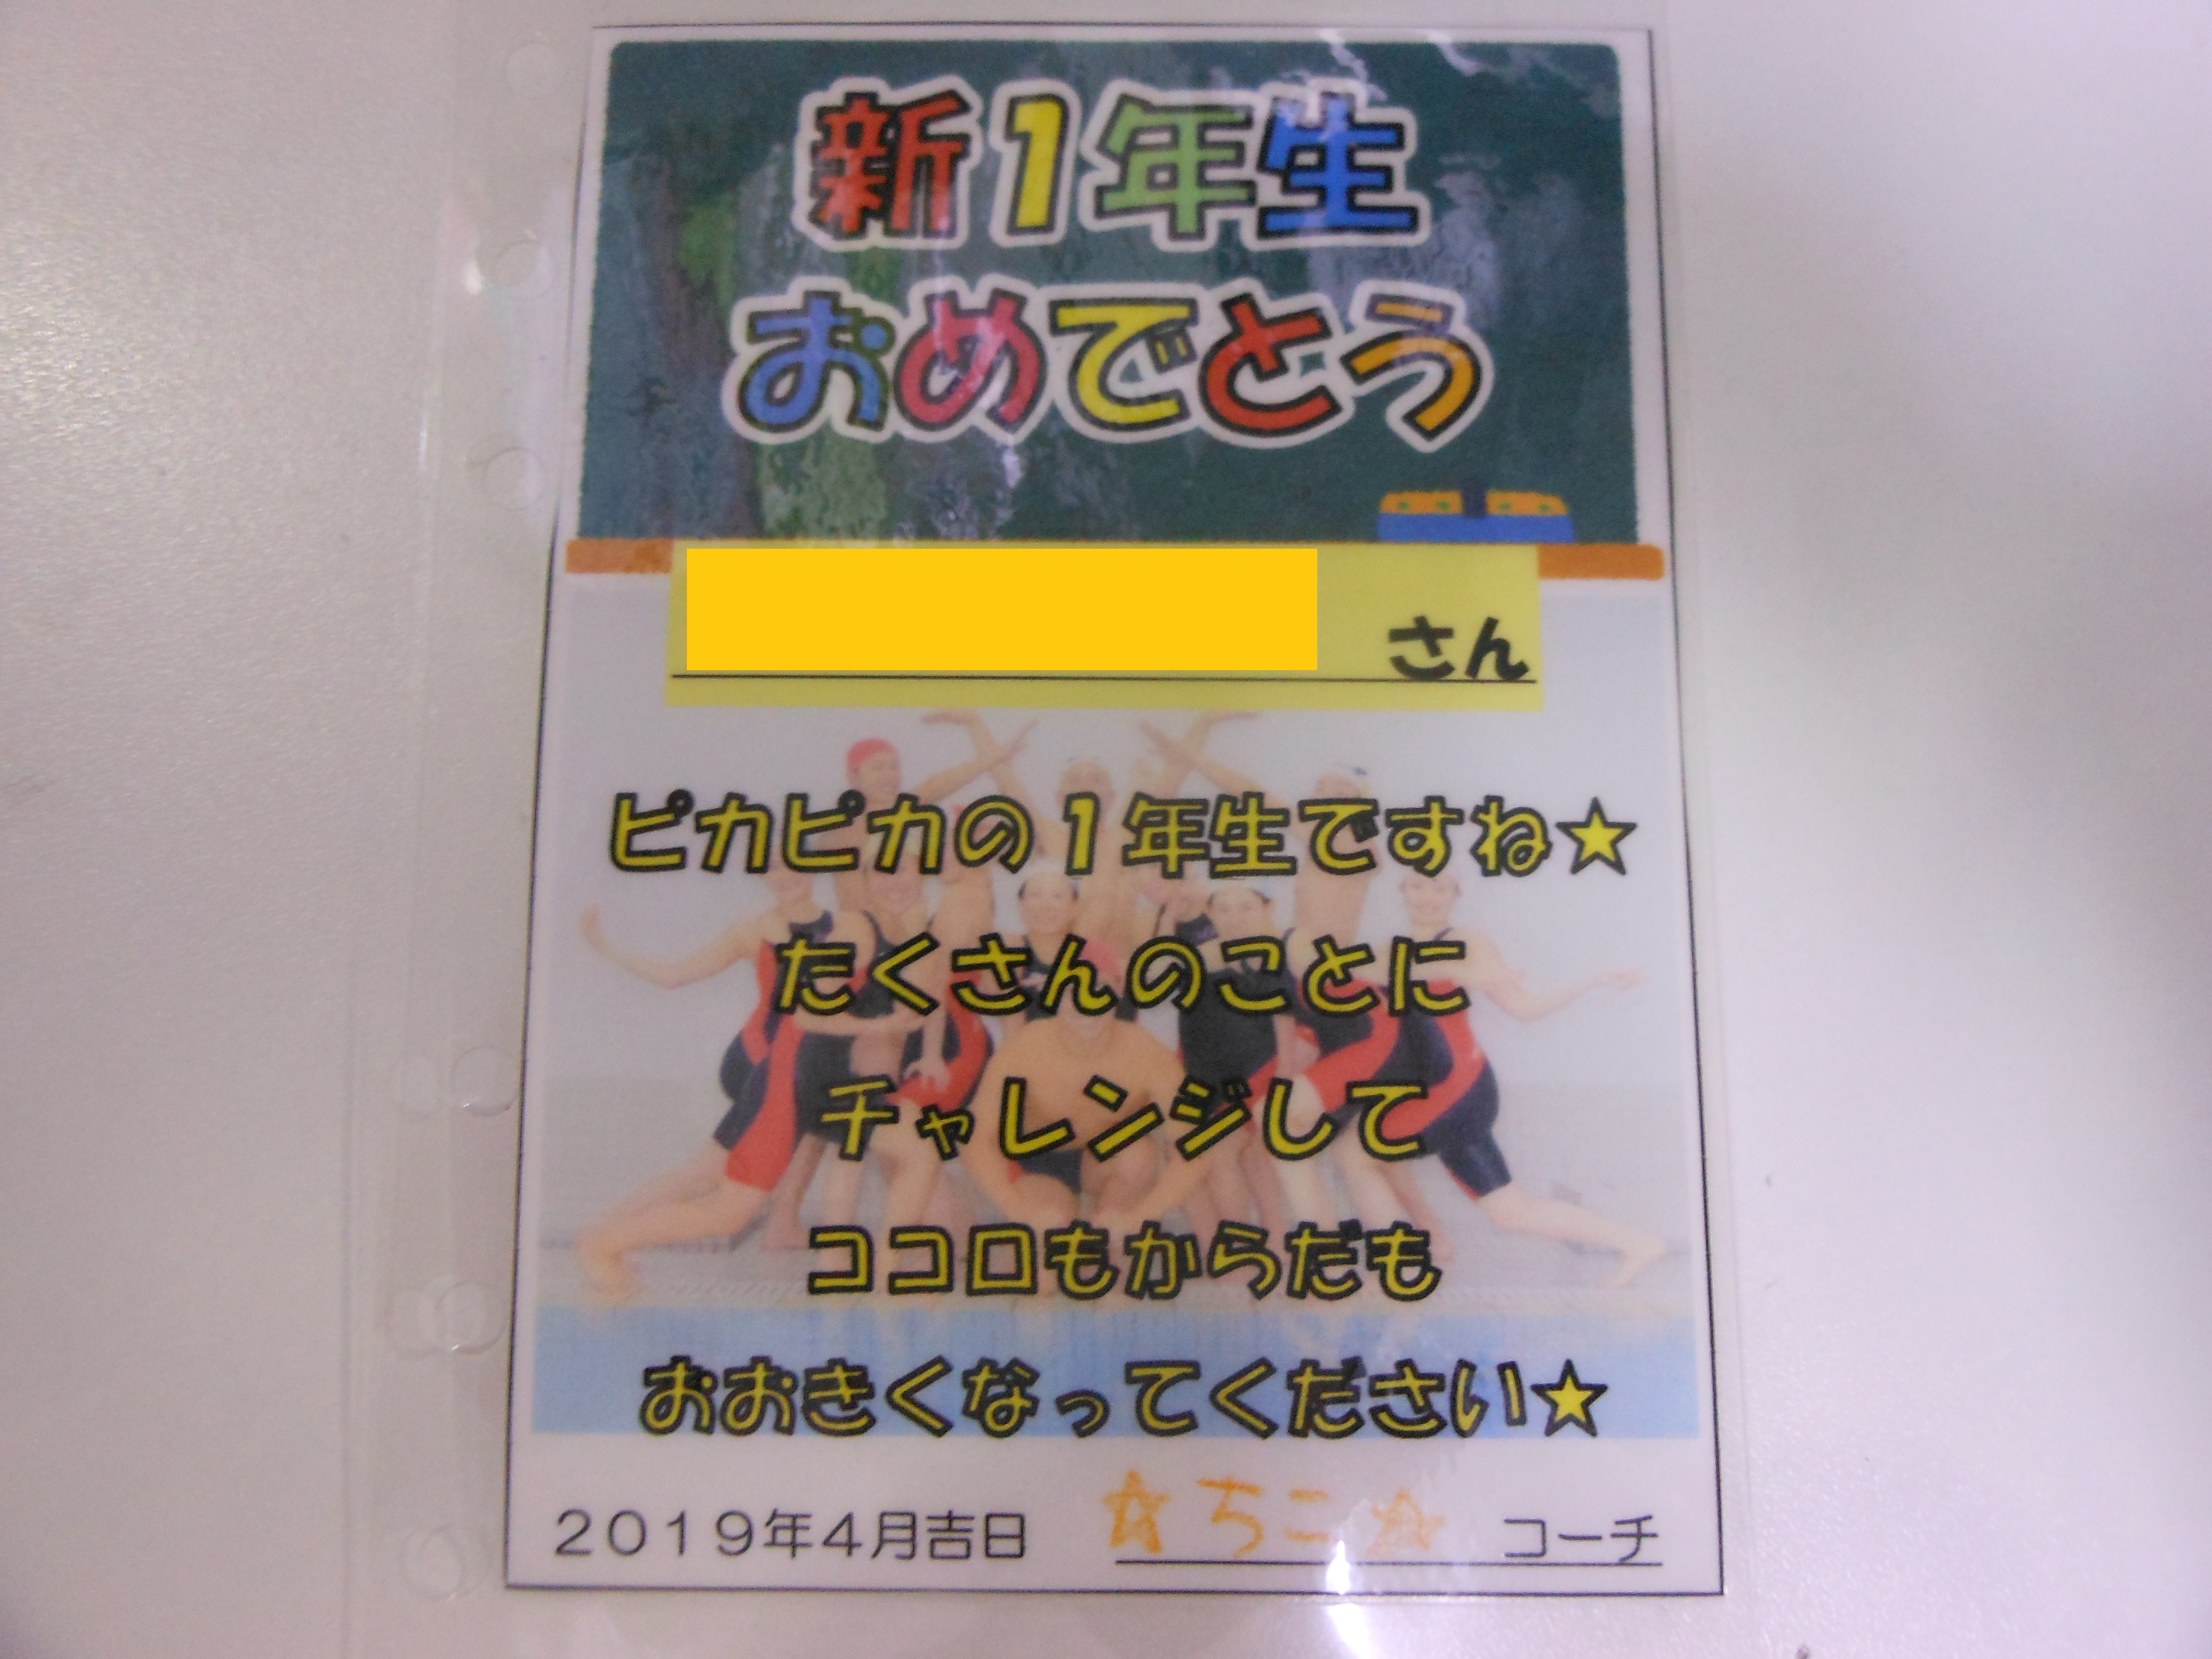 新1年生
おめでとう
さん
ピカピカの1年生ですね★
たくさんのことに
チャレンジして
ココロもからだも
おおきくなってください★
2019年4月吉日 ☆ちこ☆ コーチ